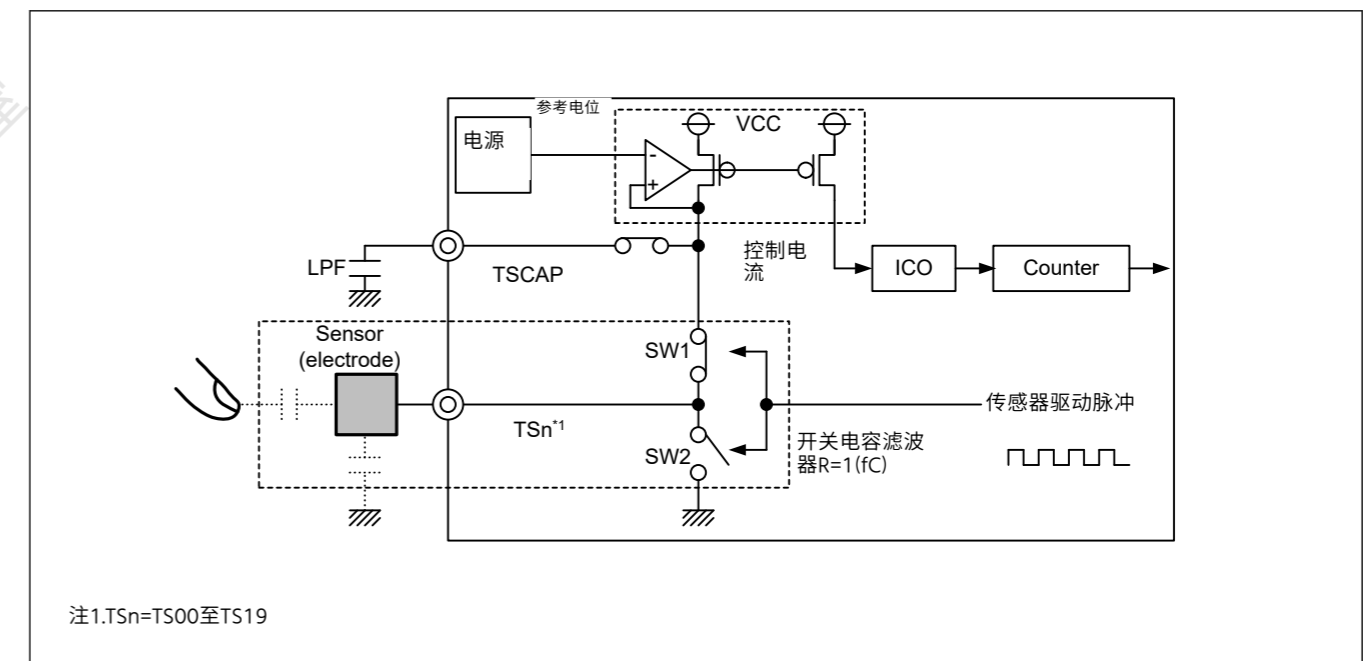 参考电位
电源
VCC
-
+
控制电
流
LPF
TSCAP
ICO
Counter
Sensor
(electrode)
SW1
TSn*1
SW2
传感器驱动脉冲
开关电容滤波
器R=1(fC)
注1.TSn=TS00至TS19